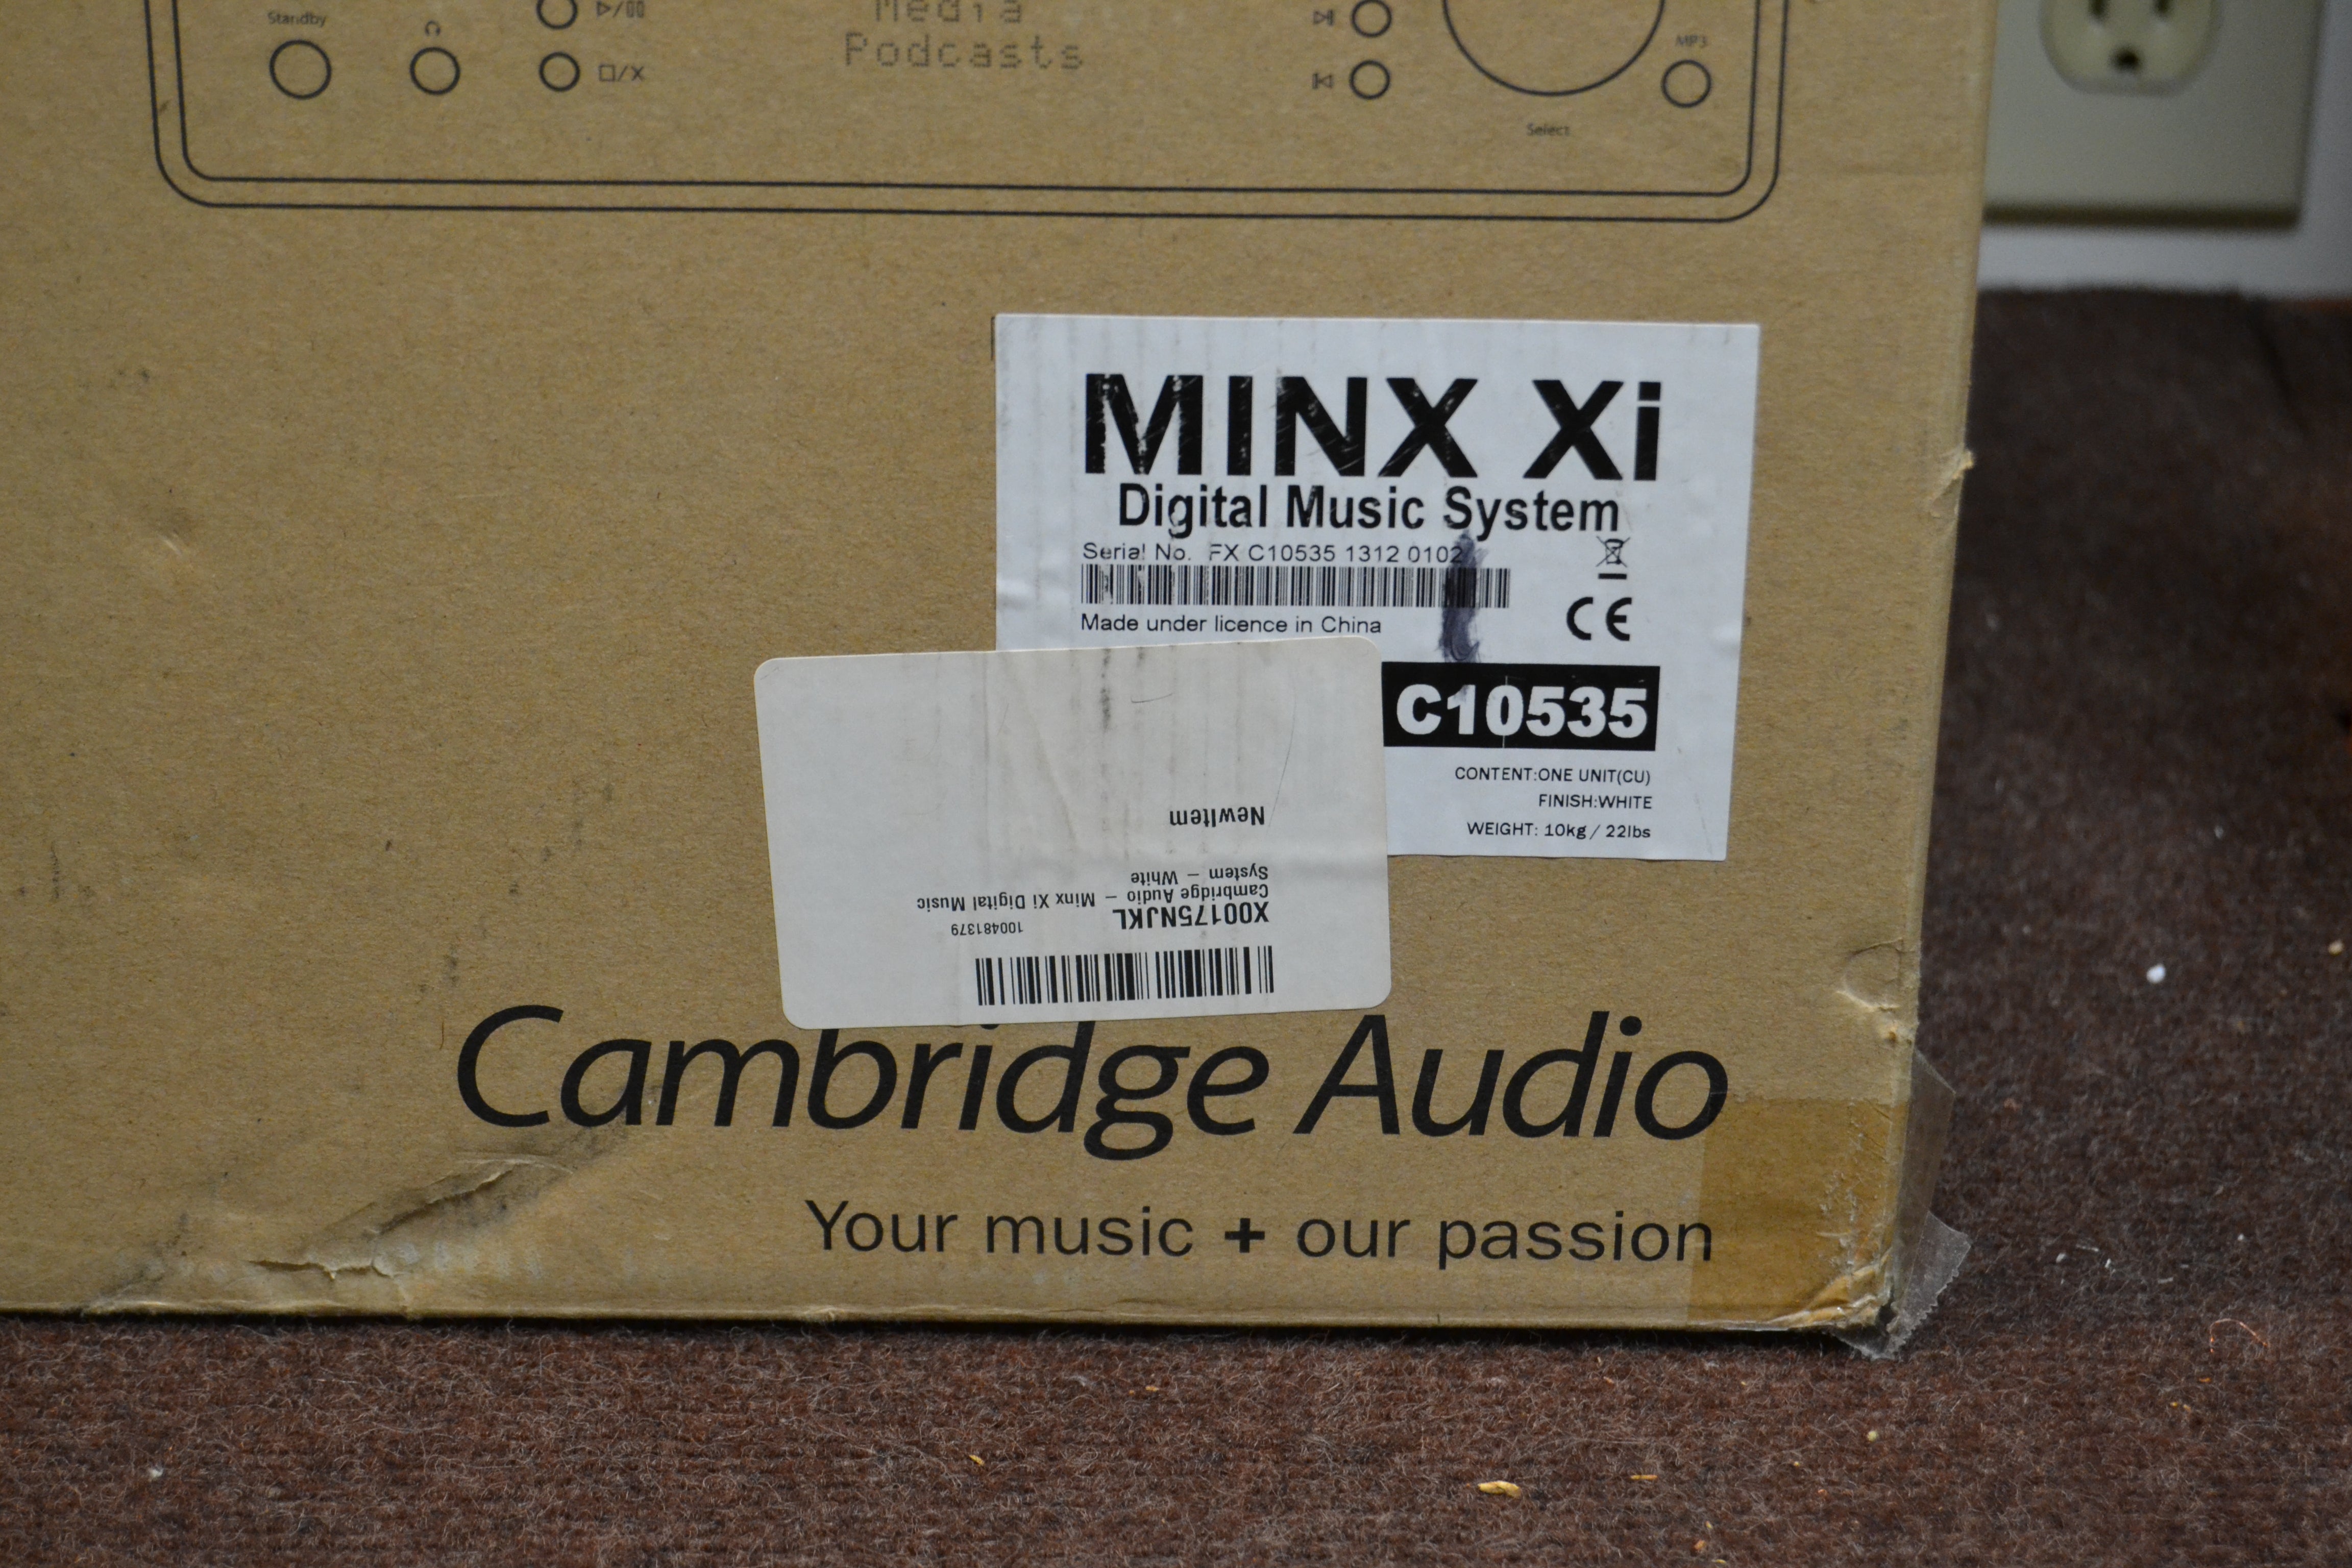 Standby
Media
Podcasts
MP3
Select
MINX Xi
Digital Music System
Serial No. FX C10535 1312 0102
Made under licence in China
CE
C10535
CONTENT:ONE UNIT(CU)
FINISH:WHITE
WEIGHT: 10kg / 22lbs
X00175NJKL 100481379
Cambridge Audio – Minx Xi Digital Music
System – White
NewItem
Cambridge Audio
Your music + our passion